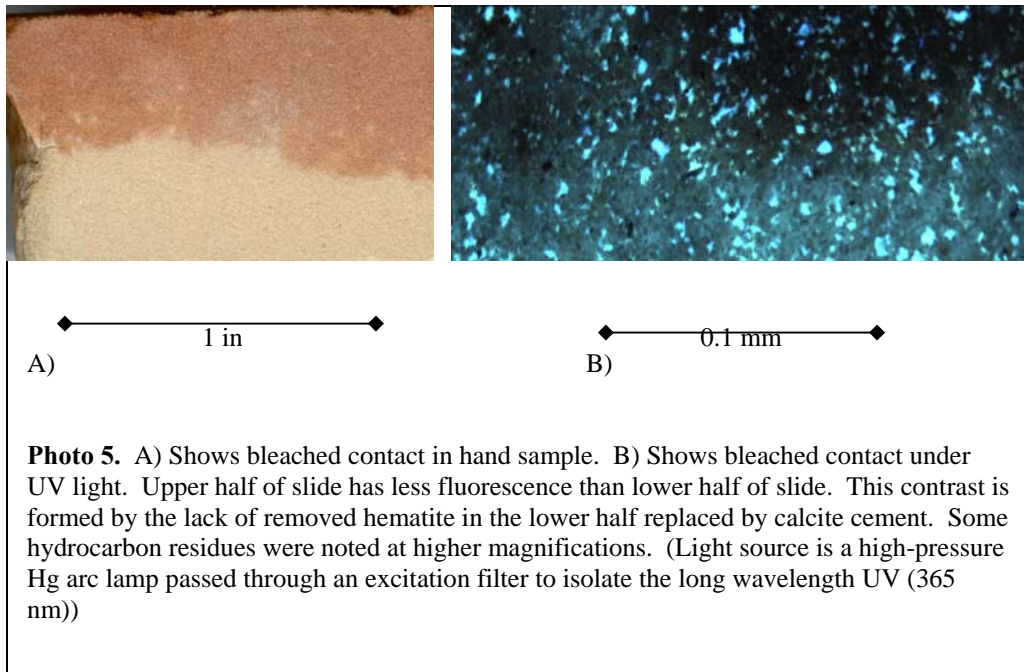 1 in
0.1 mm
A)
B)
Photo 5. A) Shows bleached contact in hand sample. B) Shows bleached contact under
UV light. Upper half of slide has less fluorescence than lower half of slide. This contrast is
formed by the lack of removed hematite in the lower half replaced by calcite cement. Some
hydrocarbon residues were noted at higher magnifications. (Light source is a high-pressure
Hg arc lamp passed through an excitation filter to isolate the long wavelength UV (365
nm))